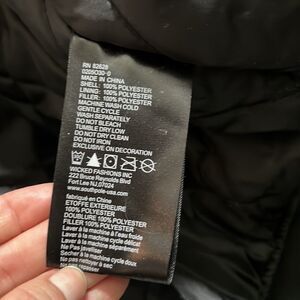 RN 82628
MADE IN CHINA
SHELL: 100% POLYESTER
LINING: 100% POLYESTER
FILLER: 100% POLYESTER
MACHINE WASH COLD
GENTLE CYCLE
WASH SEPARATELY
DO NOT BLEACH
TUMBLE DRY LOW
DO NOT DRY CLEAN
DO NOT IRON
EXCLUSIVE ON DECORATION
WICKED FASHIONS INC
222 Bruce Reynolds Blvd
Fort Lee NJ.07024
www.southpole-usa.com
fabriqué en Chine
ETOFFE EXTERIEURE
100% POLYESTER
DOUBLURE 100% POLYESTER
FILLER 100% POLYESTER
Laver à la machine à l'eau froide
Laver à la machine cycle délicat
Laver séparément
Ne Pas Javelliser
Sécher à la machine cycle doux